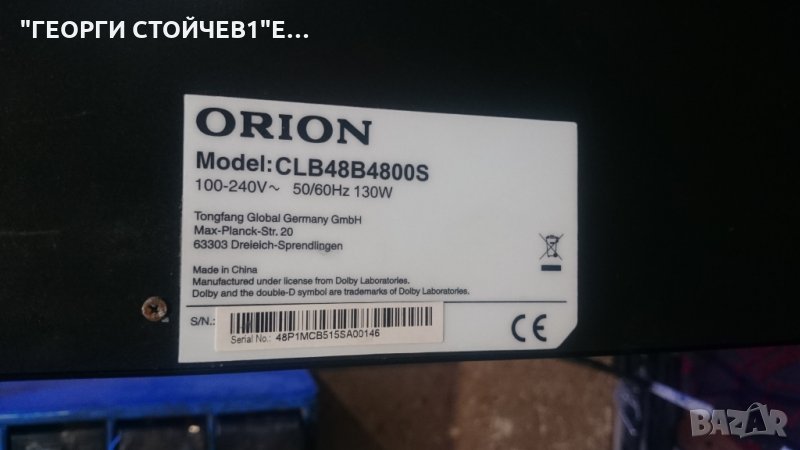 "ГЕОРГИ СТОЙЧЕВ1"Е...
ORION
Model:CLB48B4800S
100-240V~ 50/60Hz 130W
Tongfang Global Germany GmbH
Max-Planck-Str. 20
63303 Dreieich-Sprendlingen
Made in China
Manufactured under license from Dolby Laboratories.
Dolby and the double-D symbol are trademarks of Dolby Laboratories.
S/N.:
Serial No.: 48P1MCB515SA00146
CE
BAZAR